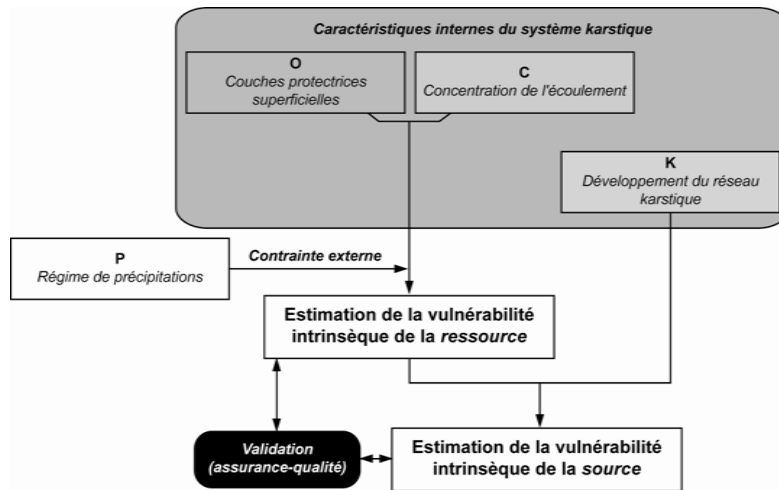 Caractéristiques internes du système karstique
O
Couches protectrices
superficielles
C
Concentration de l'écoulement
K
Développement du réseau
karstique
P
Régime de précipitations
Contrainte externe
Estimation de la vulnérabilité
intrinsèque de la ressource
Validation
(assurance-qualité)
Estimation de la vulnérabilité
intrinsèque de la source